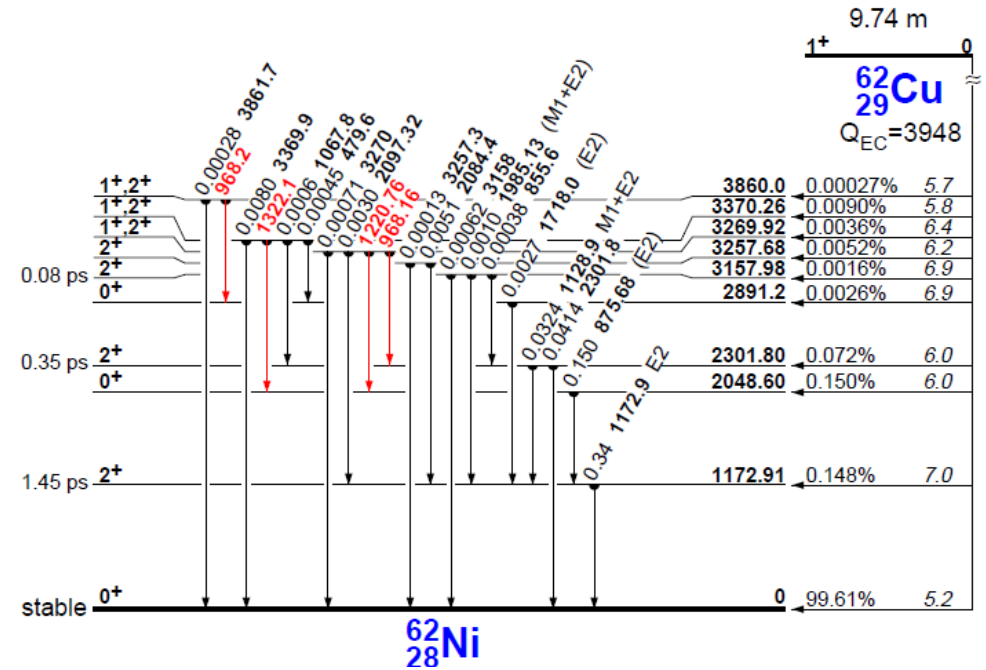 9.74 m
1+ 0
62
29Cu
QEC=3948
0.00028 3861.7
968.2
0.0080 3369.9
1322.1
0.0006 1067.8
0.00045 479.6
0.00071 3270
0.0030 2097.32
1220.76
968.16
0.00013 3257.3
0.0051 2084.4
0.00062 3158
0.0010 1985.13 (M1+E2)
0.00038 855.6
0.0027 1718.0 (E2)
0.0324 1128.9 M1+E2
0.0414 2301.8
0.150 875.68 (E2)
0.34 1172.9 E2
1+,2+ 3860.0 0.00027% 5.7
1+,2+ 3370.26 0.0090% 5.8
1+,2+ 3269.92 0.0036% 6.4
2+ 3257.68 0.0052% 6.2
0.08 ps 2+ 3157.98 0.0016% 6.9
0+ 2891.2 0.0026% 6.9
0.35 ps 2+ 2301.80 0.072% 6.0
0+ 2048.60 0.150% 6.0
1.45 ps 2+ 1172.91 0.148% 7.0
stable 0+ 0 99.61% 5.2
62
28Ni